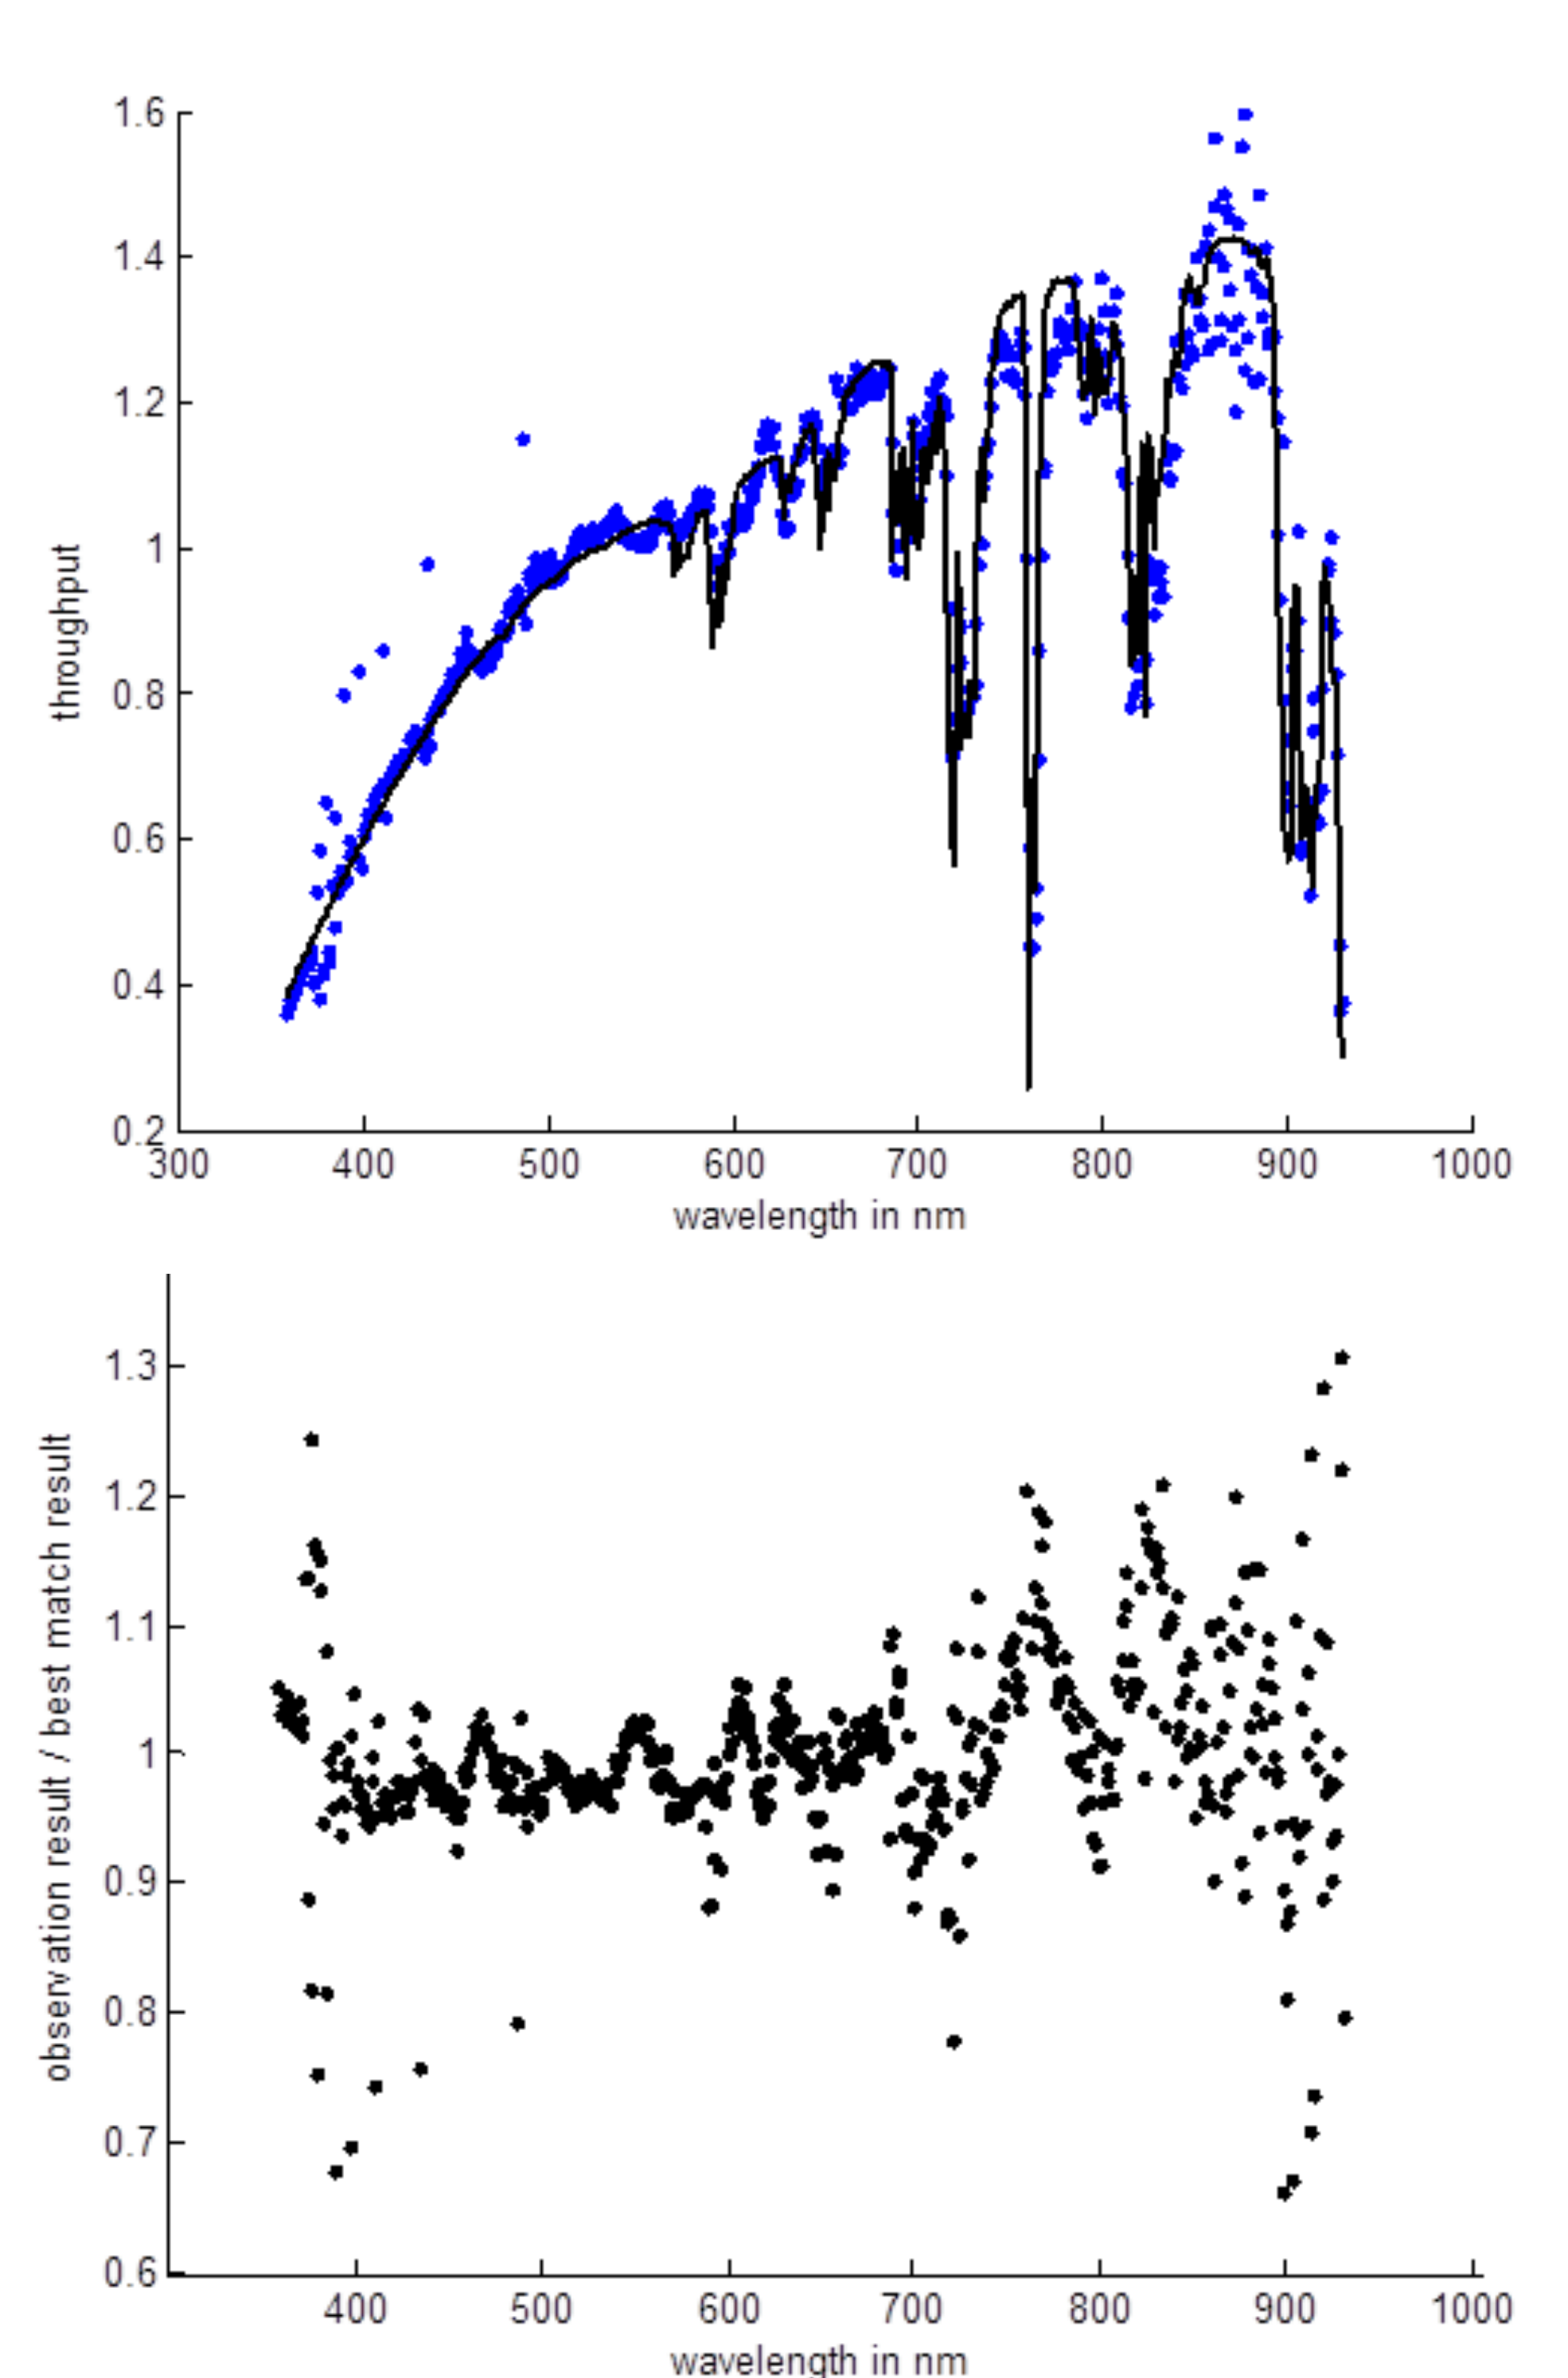 1.6
1.4
1.2
1
0.8
0.6
0.4
0.2
throughput
300 400 500 600 700 800 900 1000
wavelength in nm
1.3
1.2
1.1
1
0.9
0.8
0.7
0.6
observation result / best match result
400 500 600 700 800 900 1000
wavelength in nm